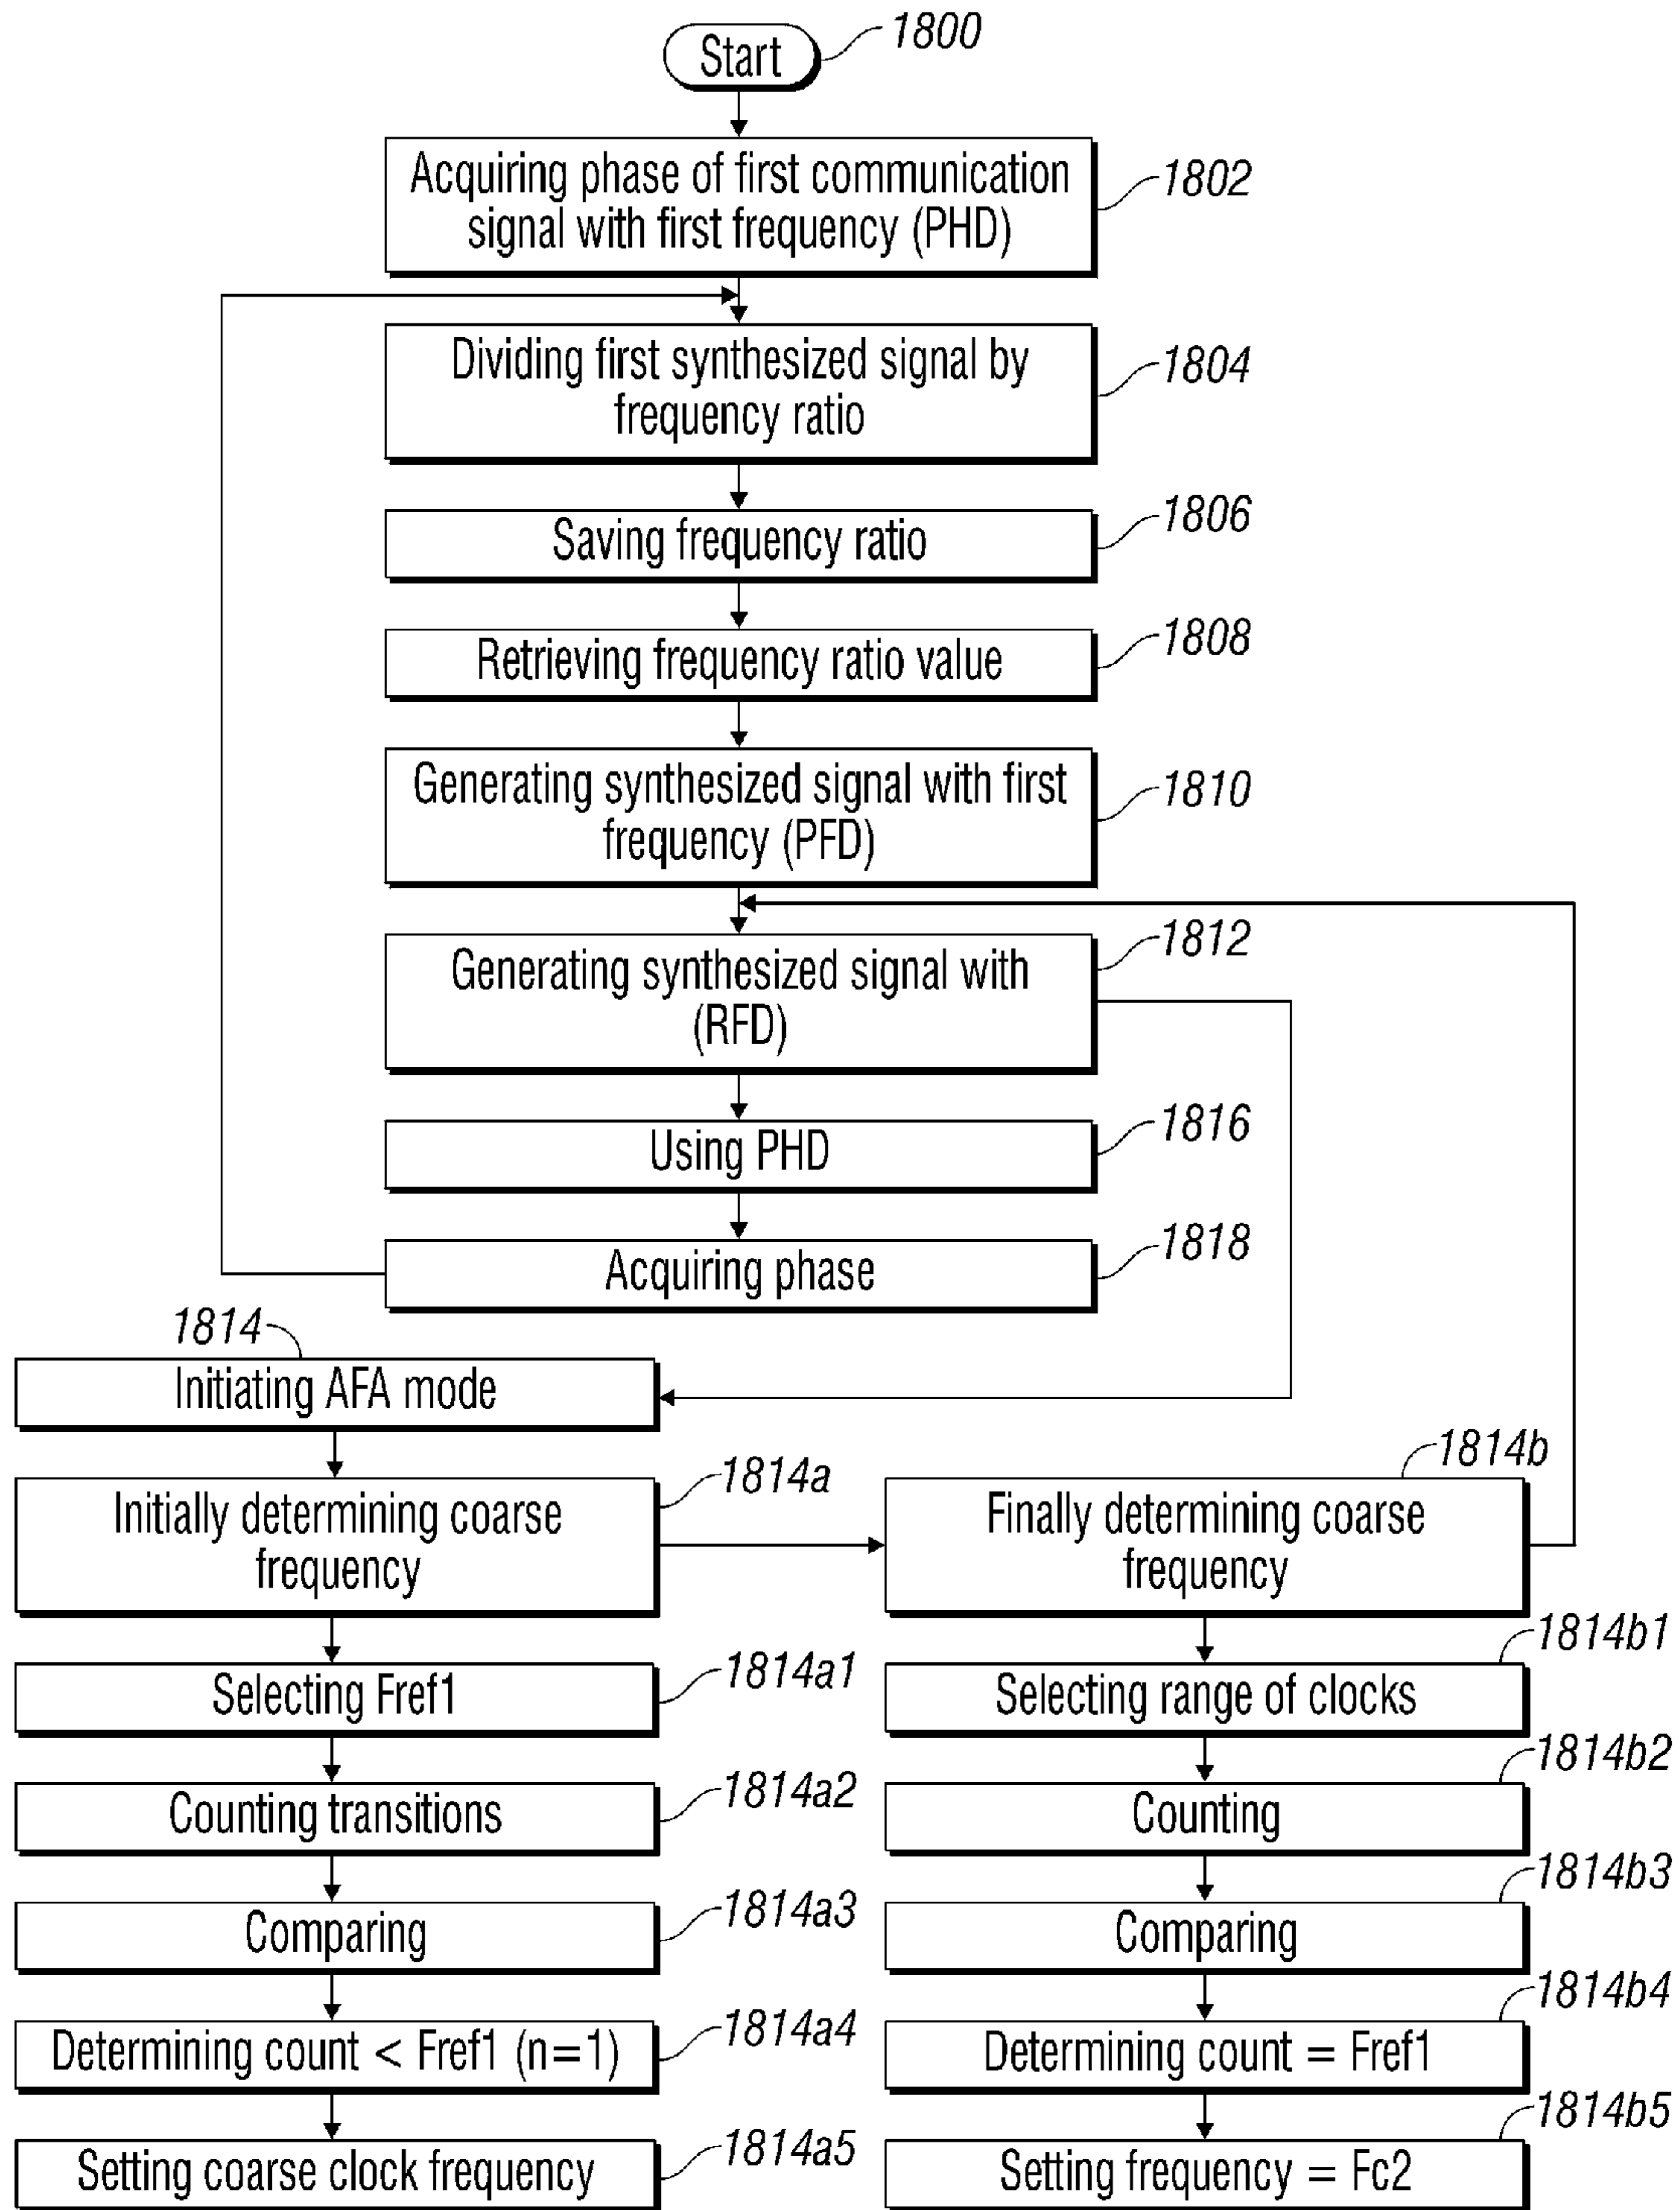 Start
1800
Acquiring phase of first communication
signal with first frequency (PHD)
1802
Dividing first synthesized signal by
frequency ratio
1804
Saving frequency ratio
1806
Retrieving frequency ratio value
1808
Generating synthesized signal with first
frequency (PFD)
1810
Generating synthesized signal with
(RFD)
1812
Using PHD
1816
Acquiring phase
1818
1814
Initiating AFA mode
Initially determining coarse
frequency
1814a
Selecting Fref1
1814a1
Counting transitions
1814a2
Comparing
1814a3
Determining count < Fref1 (n=1)
1814a4
Setting coarse clock frequency
1814a5
1814b
Finally determining coarse
frequency
1814b1
Selecting range of clocks
1814b2
Counting
1814b3
Comparing
1814b4
Determining count = Fref1
1814b5
Setting frequency = Fc2